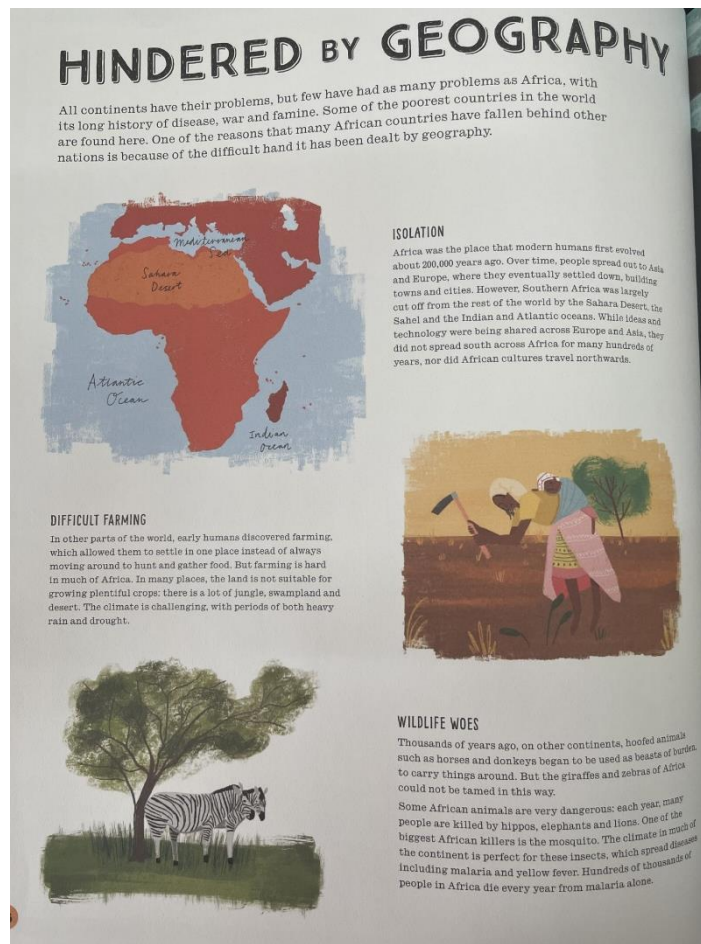 HINDERED BY GEOGRAPHY
All continents have their problems, but few have had as many problems as Africa, with
its long history of disease, war and famine. Some of the poorest countries in the world
are found here. One of the reasons that many African countries have fallen behind other
nations is because of the difficult hand it has been dealt by geography.
Mediterranean
Sea
Sahara
Desert
Atlantic
Ocean
Indian
Ocean
ISOLATION
Africa was the place that modern humans first evolved
about 200,000 years ago. Over time, people spread out to Asia
and Europe, where they eventually settled down, building
towns and cities. However, Southern Africa was largely
cut off from the rest of the world by the Sahara Desert, the
Sahel and the Indian and Atlantic oceans. While ideas and
technology were being shared across Europe and Asia, they
did not spread south across Africa for many hundreds of
years, nor did African cultures travel northwards.
DIFFICULT FARMING
In other parts of the world, early humans discovered farming,
which allowed them to settle in one place instead of always
moving around to hunt and gather food. But farming is hard
in much of Africa. In many places, the land is not suitable for
growing plentiful crops: there is a lot of jungle, swampland and
desert. The climate is challenging, with periods of both heavy
rain and drought.
WILDLIFE WOES
Thousands of years ago, on other continents, hoofed animals
such as horses and donkeys began to be used as beasts of burden,
to carry things around. But the giraffes and zebras of Africa
could not be tamed in this way.
Some African animals are very dangerous: each year, many
people are killed by hippos, elephants and lions. One of the
biggest African killers is the mosquito. The climate in much of
the continent is perfect for these insects, which spread diseases
including malaria and yellow fever. Hundreds of thousands of
people in Africa die every year from malaria alone.